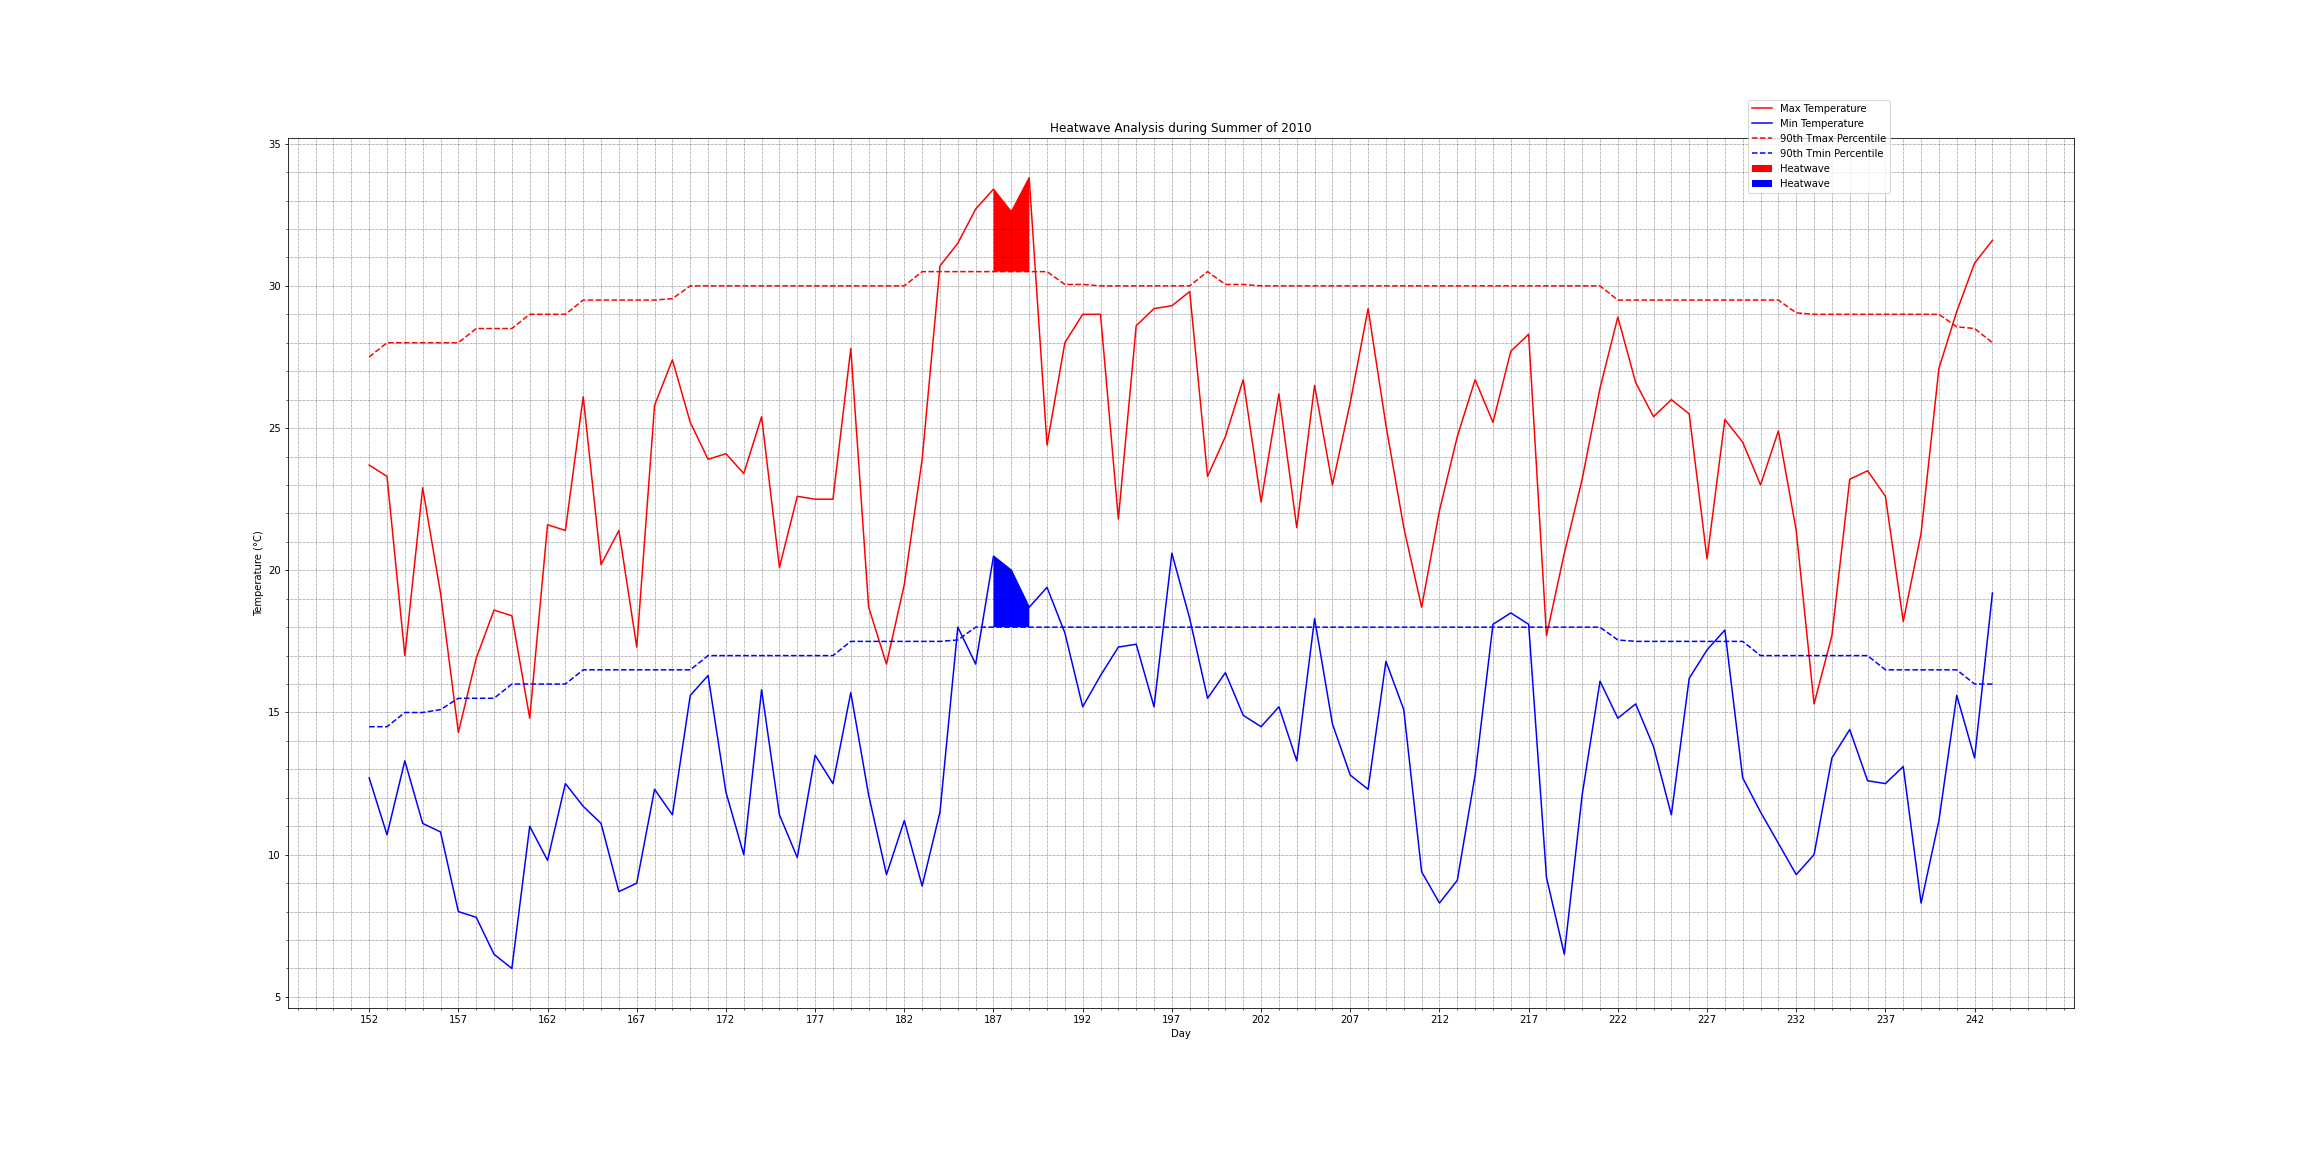 Heatwave Analysis during Summer of 2010
Max Temperature
Min Temperature
90th Tmax Percentile
90th Tmin Percentile
Heatwave
Heatwave
Temperature (°C)
35
30
25
20
15
10
5
152 157 162 167 172 177 182 187 192 197 202 207 212 217 222 227 232 237 242
Day